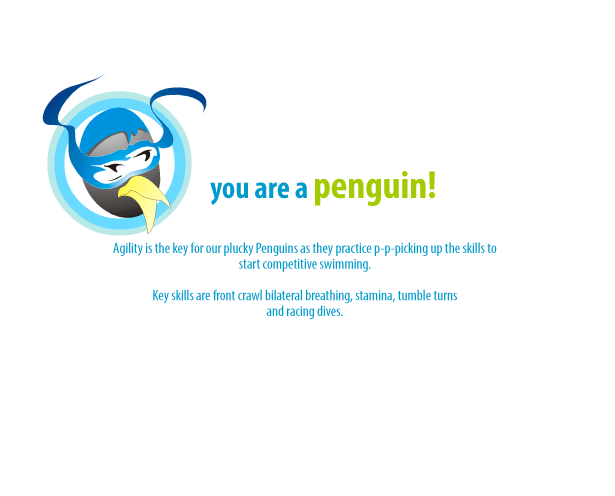 you are a penguin!
Agility is the key for our plucky Penguins as they practice p-p-picking up the skills to
start competitive swimming.
Key skills are front crawl bilateral breathing, stamina, tumble turns
and racing dives.